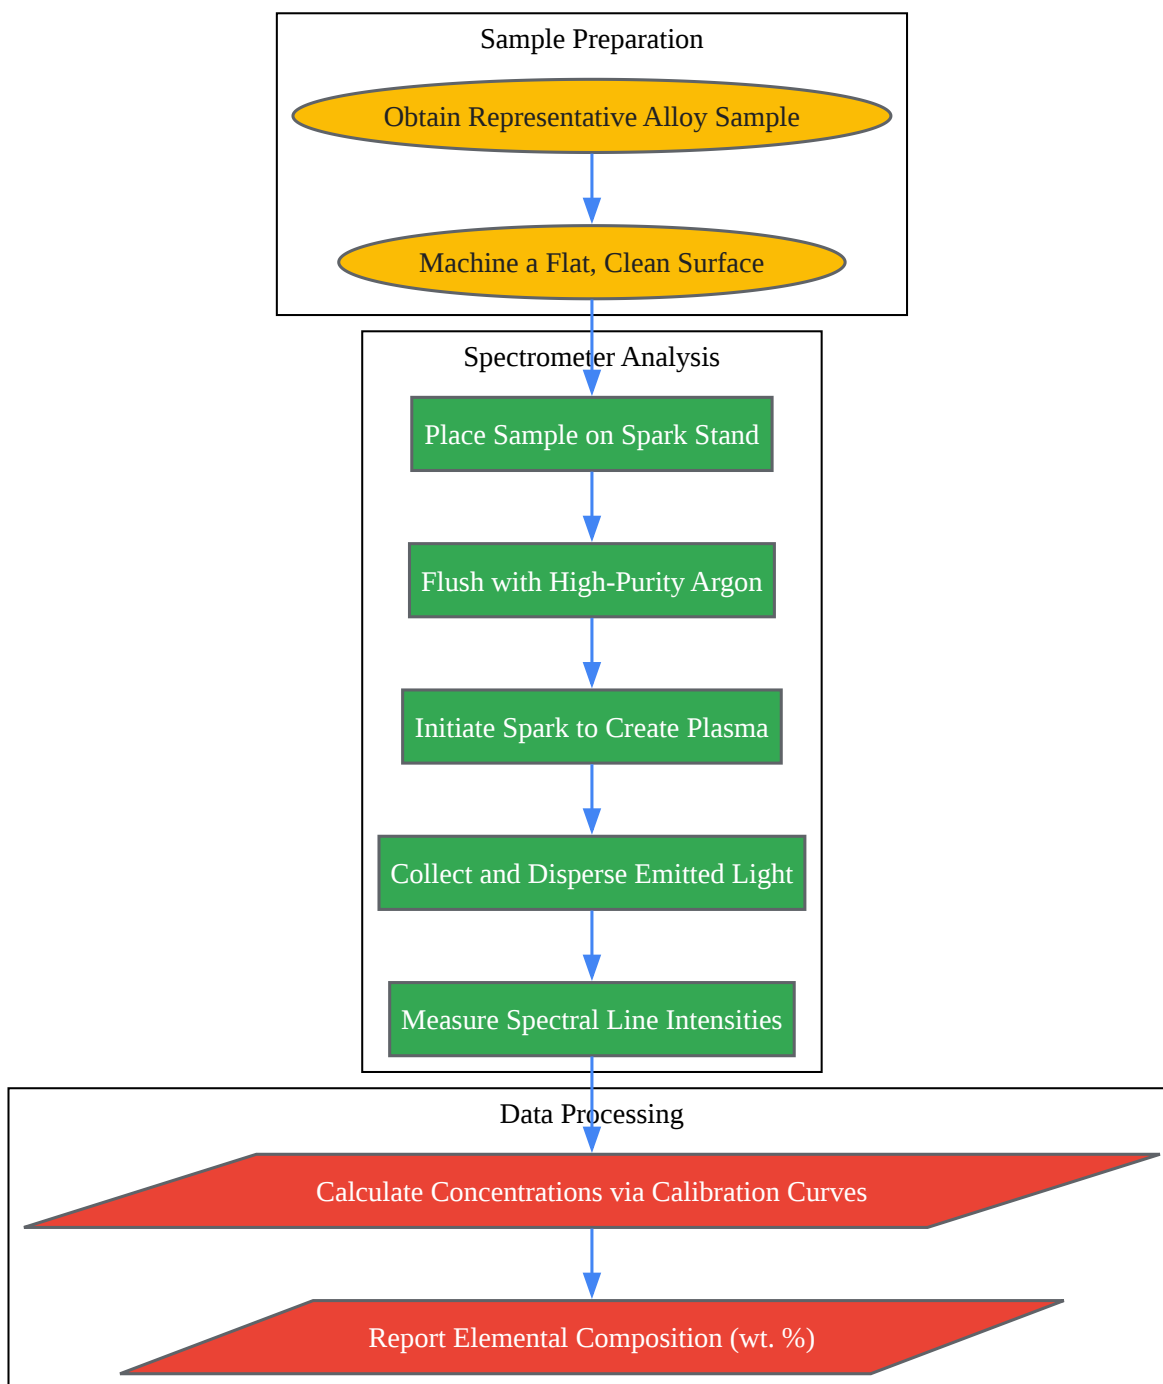 Sample Preparation
Obtain Representative Alloy Sample
Machine a Flat, Clean Surface
Spectrometer Analysis
Place Sample on Spark Stand
Flush with High-Purity Argon
Initiate Spark to Create Plasma
Collect and Disperse Emitted Light
Measure Spectral Line Intensities
Data Processing
Calculate Concentrations via Calibration Curves
Report Elemental Composition (wt. %)